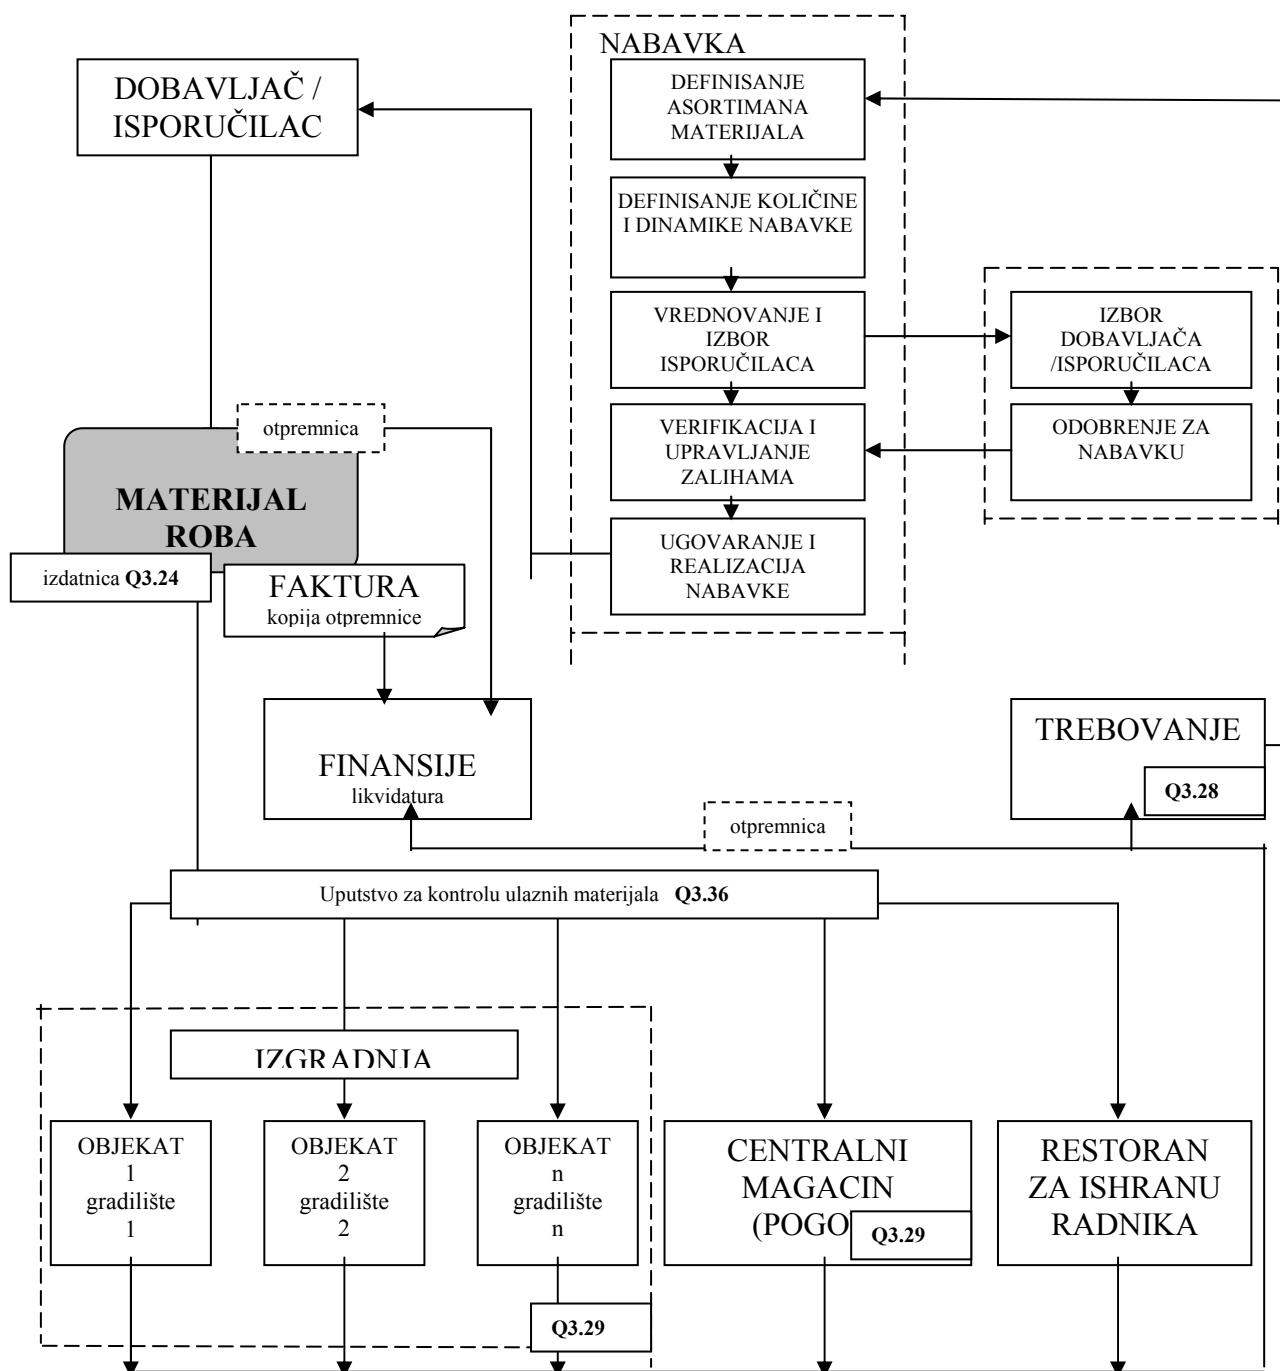 NABAVKA
DOBAVLJAČ /
ISPORUČILAC
DEFINISANJE
ASORTIMANA
MATERIJALA
DEFINISANJE KOLIČINE
I DINAMIKE NABAVKE
VREDNOVANJE I
IZBOR
ISPORUČILACA
IZBOR
DOBAVLJAČA
/ISPORUČILACA
VERIFIKACIJA I
UPRAVLJANJE
ZALIHAMA
ODOBRENJE ZA
NABAVKU
otpremnica
MATERIJAL
ROBA
izdatnica Q3.24
UGOVARANJE I
REALIZACIJA
NABAVKE
FAKTURA
kopija otpremnice
FINANSIJE
likvidatura
TREBOVANJE
Q3.28
otpremnica
Uputstvo za kontrolu ulaznih materijala Q3.36
IZGRADNJA
OBJEKAT
1
gradilište
1
OBJEKAT
2
gradilište
2
OBJEKAT
n
gradilište
n
Q3.29
CENTRALNI
MAGACIN
(POGO
Q3.29
RESTORAN
ZA ISHRANU
RADNIKA